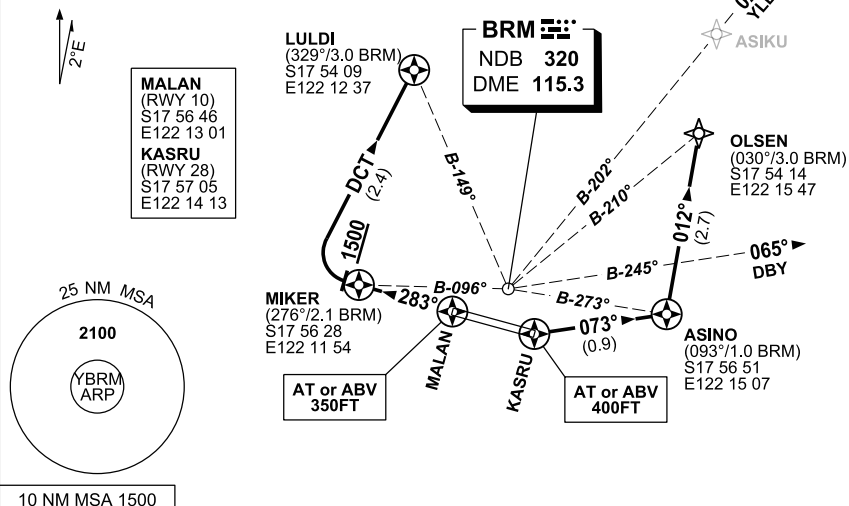 2°E
MALAN
(RWY 10)
S17 56 46
E122 13 01
KASRU
(RWY 28)
S17 57 05
E122 14 13
LULDI
(329°/3.0 BRM)
S17 54 09
E122 12 37
BRM
NDB 320
DME 115.3
ASIKU
OLSEN
(030°/3.0 BRM)
S17 54 14
E122 15 47
DCT
(2.4)
B-149°
B-202°
B-210°
012°
(2.7)
1500
B-245°
065°
DBY
B-096°
B-273°
MIKER
(276°/2.1 BRM)
S17 56 28
E122 11 54
283°
MALAN
KASRU
073°
(0.9)
ASINO
(093°/1.0 BRM)
S17 56 51
E122 15 07
AT or ABV
350FT
AT or ABV
400FT
25 NM MSA
2100
YBRM
ARP
10 NM MSA 1500